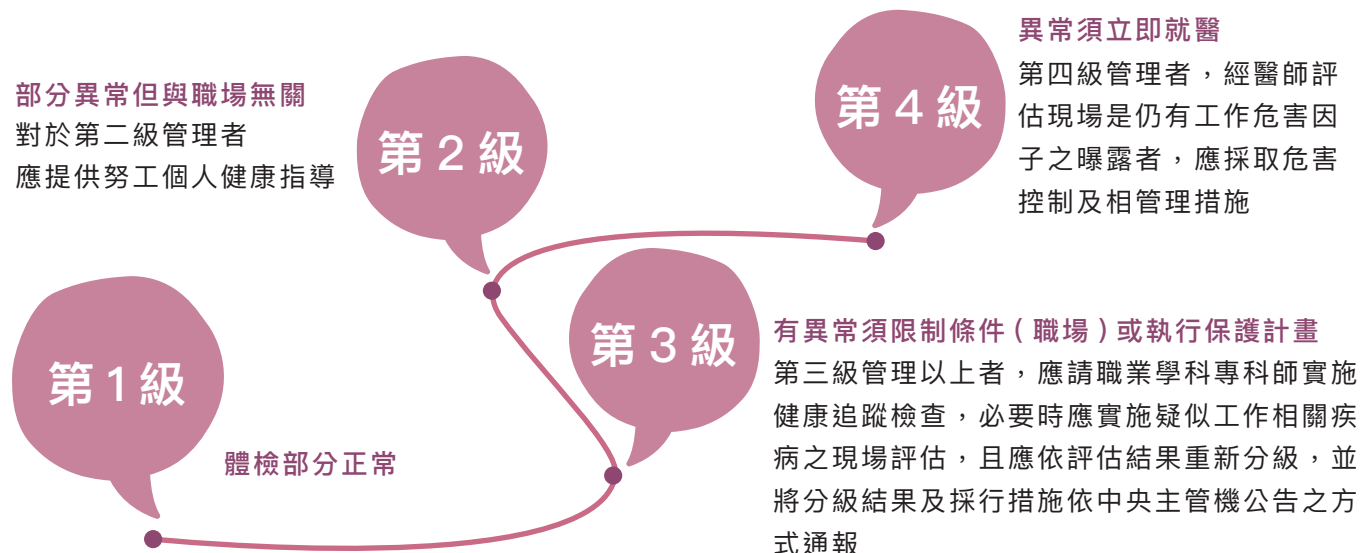 第1級
體檢部分正常
第2級
部分異常但與職場無關
對於第二級管理者
應提供努工個人健康指導
第3級
有異常須限制條件（職場）或執行保護計畫
第三級管理以上者，應請職業學科專科師實施
健康追蹤檢查，必要時應實施疑似工作相關疾
病之現場評估，且應依評估結果重新分級，並
將分級結果及採行措施依中央主管機公告之方
式通報
第4級
異常須立即就醫
第四級管理者，經醫師評
估現場是仍有工作危害因
子之曝露者，應採取危害
控制及相管理措施